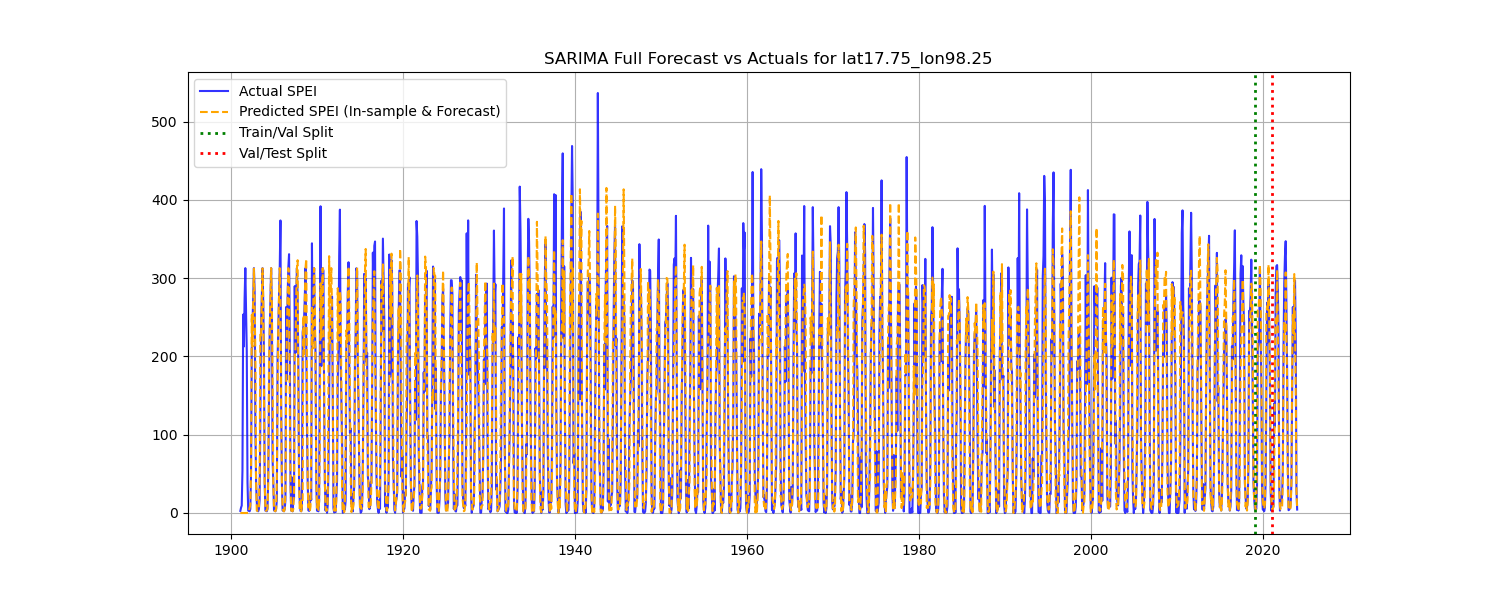 SARIMA Full Forecast vs Actuals for lat17.75_lon98.25
Actual SPEI
Predicted SPEI (In-sample & Forecast)
Train/Val Split
Val/Test Split
500
400
300
200
100
0
1900 1920 1940 1960 1980 2000 2020